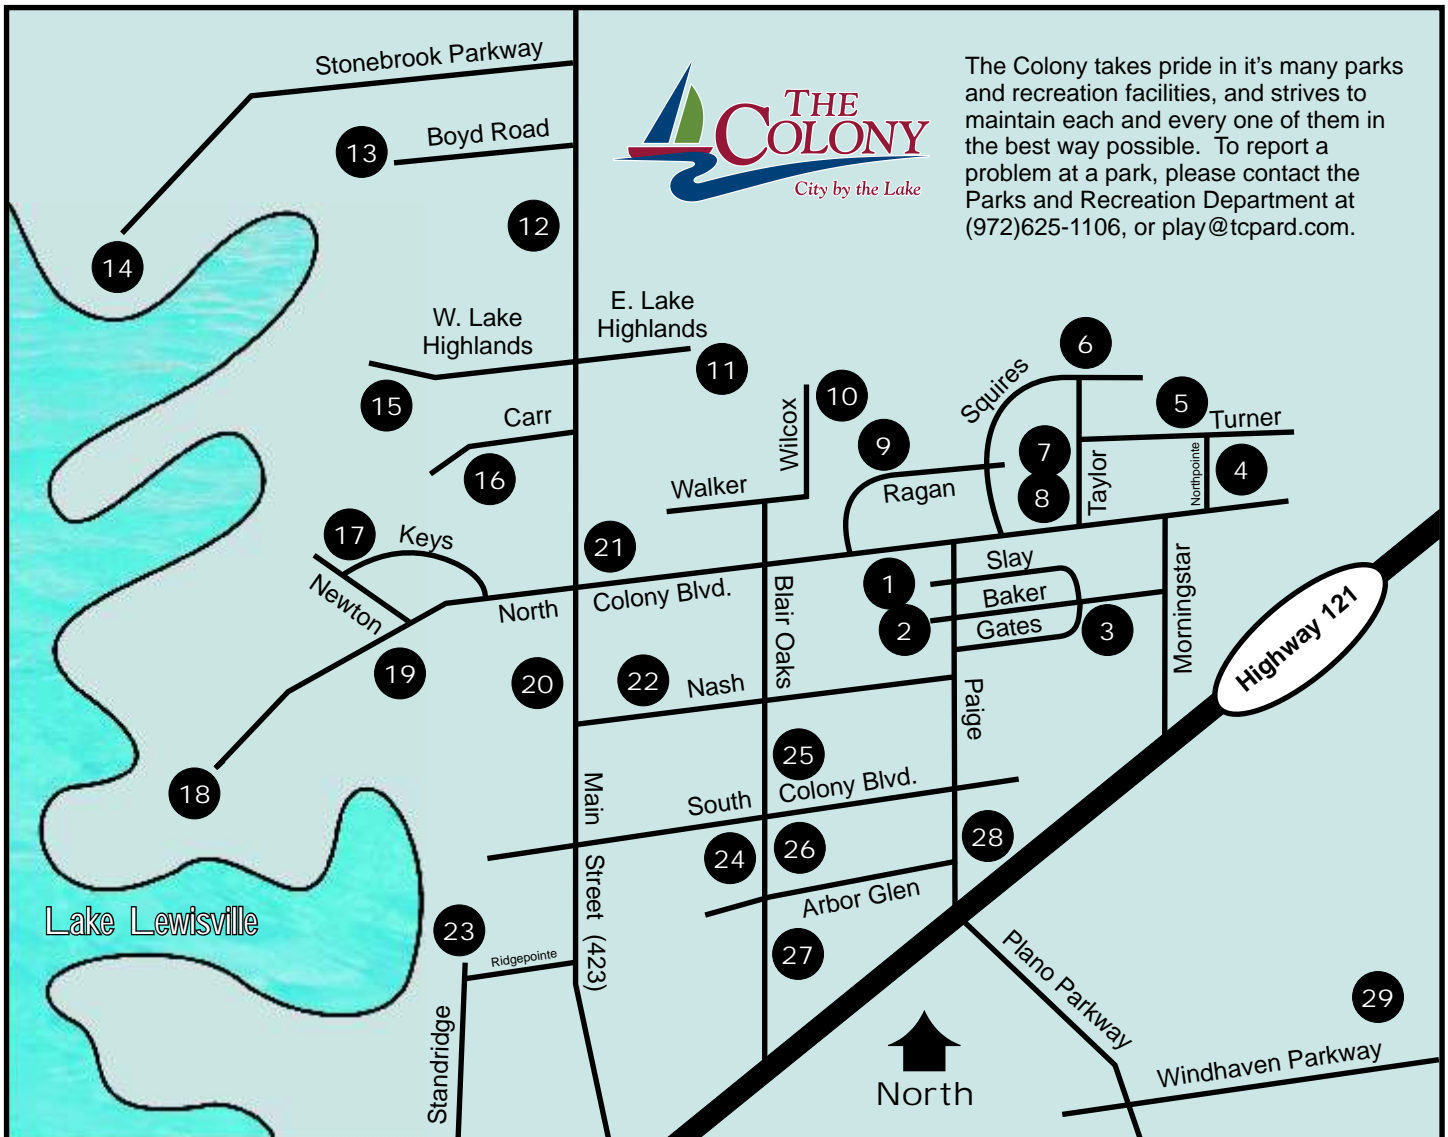 Stonebrook Parkway
Boyd Road
13
12
14
THE
COLONY
City by the Lake
The Colony takes pride in it's many parks
and recreation facilities, and strives to
maintain each and every one of them in
the best way possible. To report a
problem at a park, please contact the
Parks and Recreation Department at
(972)625-1106, or play@tcpard.com.
W. Lake
Highlands
E. Lake
Highlands
11
15
Carr
16
Wilcox
10
9
Squires
6
5
Turner
7
8
Taylor
Northpointe
4
Walker
Ragan
17
Keys
Newton
21
North
Colony Blvd.
1
Slay
Baker
2
Gates
3
Morningstar
Highway 121
Blair Oaks
19
20
22
Nash
Paige
18
25
Main
South
Colony Blvd.
24
26
28
Street (423)
Arbor Glen
Lake Lewisville
23
Ridgepointe
27
Plano Parkway
29
Standridge
North
Windhaven Parkway